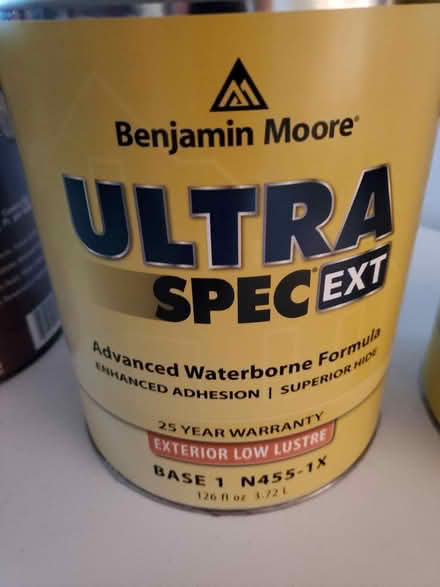 Benjamin Moore®
ULTRA
SPEC® EXT
Advanced Waterborne Formula
ENHANCED ADHESION | SUPERIOR HIDE
25 YEAR WARRANTY
EXTERIOR LOW LUSTRE
BASE 1 N455-1X
126 fl oz 3.72 L